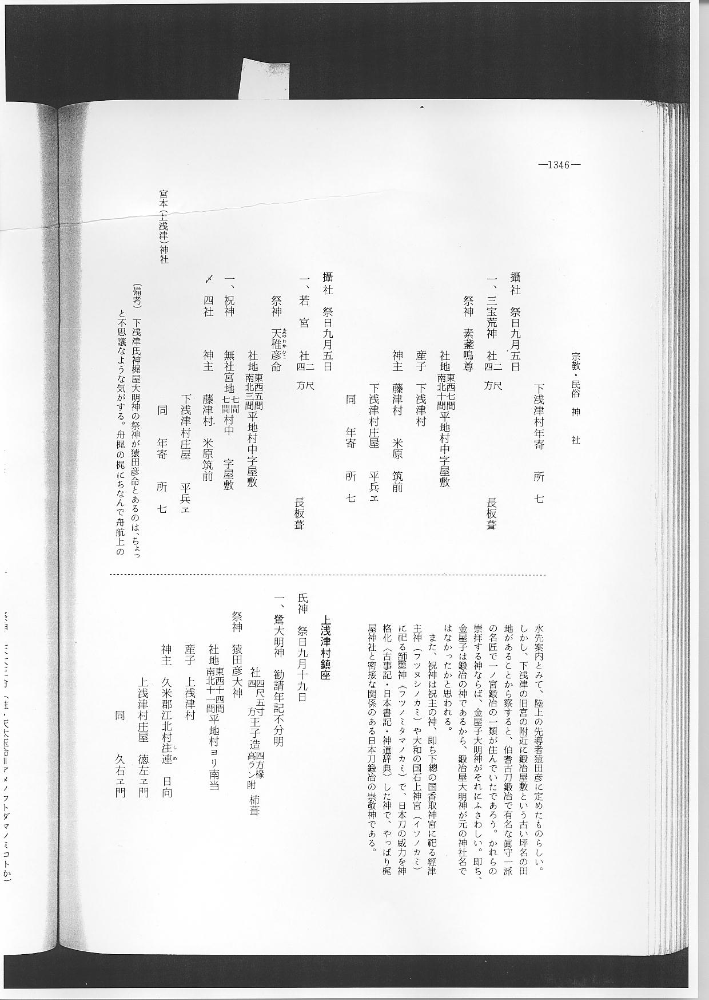 —1346—
宗教・民俗 神 社
下浅津村年寄 所 七
攝社 祭日九月五日
一、三宝荒神 社二尺四方 長板葺
祭神 素盞鳴尊
社地東西七間南北十間平地村中字屋敷
産子 下浅津村
神主 藤津村 米原 筑前
下浅津村庄屋 平兵ヱ
同 年寄 所 七
攝社 祭日九月五日
一、若宮 社二尺四方 長板葺
祭神 天稚彦命
あめのわかひこ
社地東西五間南北三間平地村中字屋敷
一、祝神 無社宮地七間七間村中 字屋敷
〆 四社 神主 藤津村 米原筑前
下浅津村庄屋 平兵ヱ
同 年寄 所 七
宮本(上浅津)神社
(備考) 下浅津氏神梶屋大明神の祭神が猿田彦命とあるのは、ちょっ
と不思議なような気がする。舟梶の梶にちなんで舟航上の
水先案内とみて、陸上の先導者猿田彦に定めたものらしい。
しかし、下浅津の旧宮の附近に鍛冶屋敷という古い坪名の田
地があることから察すると、伯耆古刀鍛冶で有名な眞守一派
の名匠で一ノ宮鍛冶の一類が住んでいたであろう。かれらの
崇拝する神ならば、金屋子大明神がそれにふさわしい。即ち、
金屋子は鍛冶の神であるから、鍛冶屋大明神が元の神社名で
はなかったかと思われる。
また、祝神は祝主の神、即ち下總の国香取神宮に祀る經津
主神(フツヌシノカミ)や大和の国石上神宮(イソノカミ)
に祀る韴靈神(フツノミタマノカミ)で、日本刀の威力を神
格化〈古事記・日本書記・神道辞典〉した神で、やっぱり梶
屋神社と密接な関係のある日本刀鍛冶の崇敬神である。
上浅津村鎮座
氏神 祭日九月十九日
一、鷺大明神 勧請年記不分明
社四尺五寸四方王子造四方椽高ラン附 柿葺
祭神 猿田彦大神
社地東西十四間南北十一間平地村ヨリ南当
産子 上浅津村
神主 久米郡江北村注連 日向
しめ
上浅津村庄屋 徳左ヱ門
同 久右ヱ門